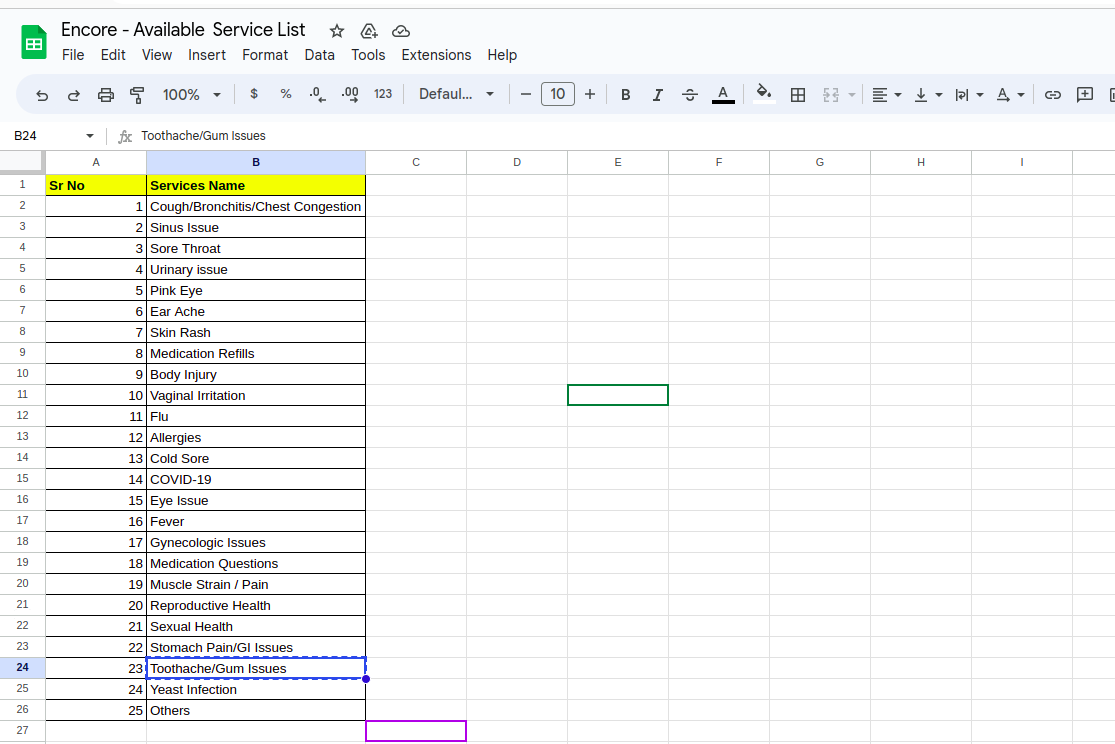 Encore - Available Service List
File Edit View Insert Format Data Tools Extensions Help
100% $ % .0 .00 123 Defaul... − 10 + B I S A A
B24 fx Toothache/Gum Issues
A B C D E F G H I
1 Sr No Services Name
2 1 Cough/Bronchitis/Chest Congestion
3 2 Sinus Issue
4 3 Sore Throat
5 4 Urinary issue
6 5 Pink Eye
7 6 Ear Ache
8 7 Skin Rash
9 8 Medication Refills
10 9 Body Injury
11 10 Vaginal Irritation
12 11 Flu
13 12 Allergies
14 13 Cold Sore
15 14 COVID-19
16 15 Eye Issue
17 16 Fever
18 17 Gynecologic Issues
19 18 Medication Questions
20 19 Muscle Strain / Pain
21 20 Reproductive Health
22 21 Sexual Health
23 22 Stomach Pain/GI Issues
24 23 Toothache/Gum Issues
25 24 Yeast Infection
26 25 Others
27